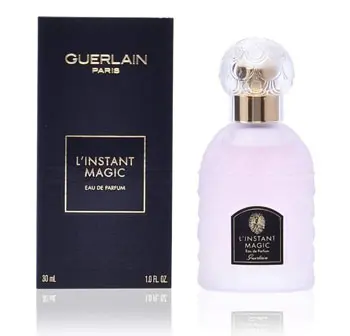 GUERLAIN
PARIS
L'INSTANT
MAGIC
EAU DE PARFUM
30 mL
1.0 FL. OZ.
L'INSTANT
MAGIC
Eau de Parfum
Guerlain